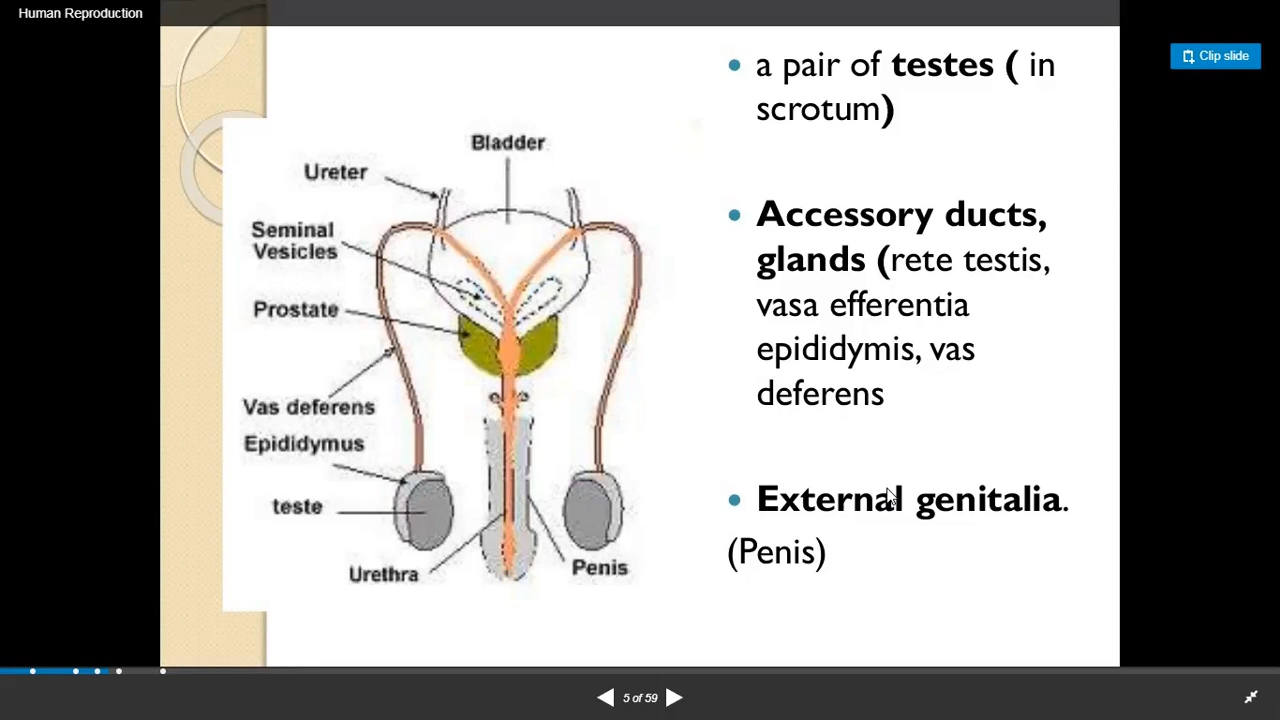 Human Reproduction
Clip slide
Bladder
Ureter
Seminal
Vesicles
Prostate
Vas deferens
Epididymus
teste
Urethra
Penis
• a pair of testes ( in
scrotum)
• Accessory ducts,
glands (rete testis,
vasa efferentia
epididymis, vas
deferens
• External genitalia.
(Penis)
5 of 59